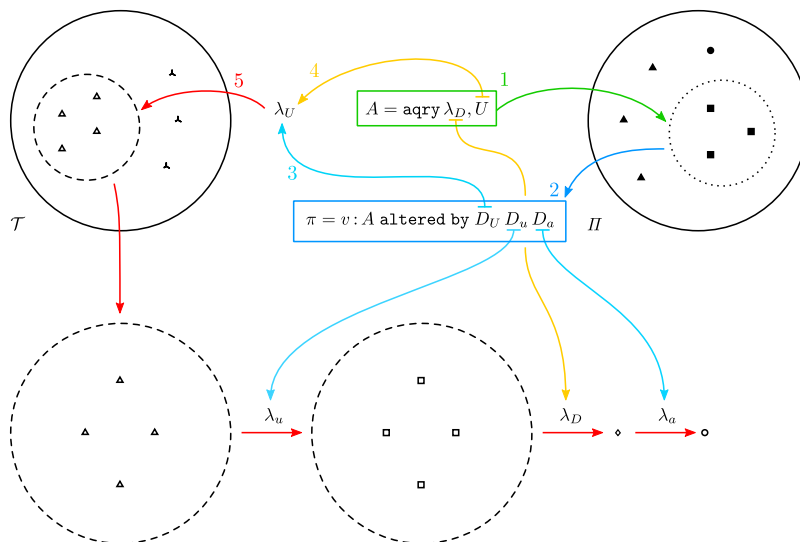 5
4
1
λ_U
A = aqry λ_D, U
3
2
π = v : A altered by D_U D_u D_a
𝒯
Π
λ_u
λ_D
λ_a